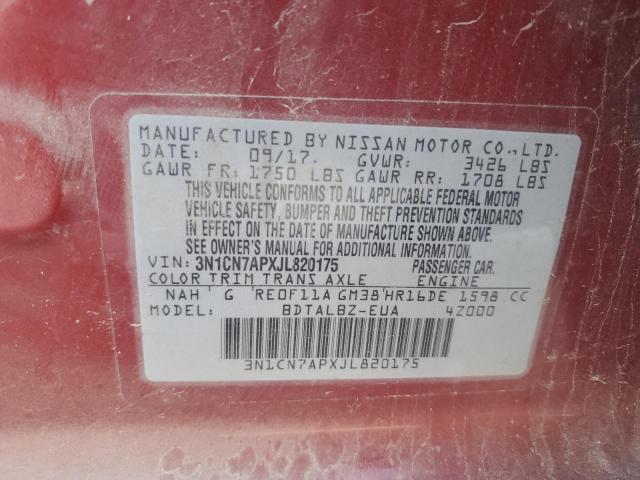 MANUFACTURED BY NISSAN MOTOR CO.,LTD.
DATE: 09/17. GVWR: 3426 LBS
GAWR FR: 1750 LBS GAWR RR: 1708 LBS
THIS VEHICLE CONFORMS TO ALL APPLICABLE FEDERAL MOTOR
VEHICLE SAFETY, BUMPER AND THEFT PREVENTION STANDARDS
IN EFFECT ON THE DATE OF MANUFACTURE SHOWN ABOVE.
SEE OWNER'S MANUAL FOR ADDITIONAL INFORMATION.
VIN: 3N1CN7APXJL820175 PASSENGER CAR.
COLOR TRIM TRANS AXLE ENGINE
NAH G RE0F11A GM38 HR16DE 1598 CC
MODEL: BDTALBZ-EUA 4Z000
3N1CN7APXJL820175